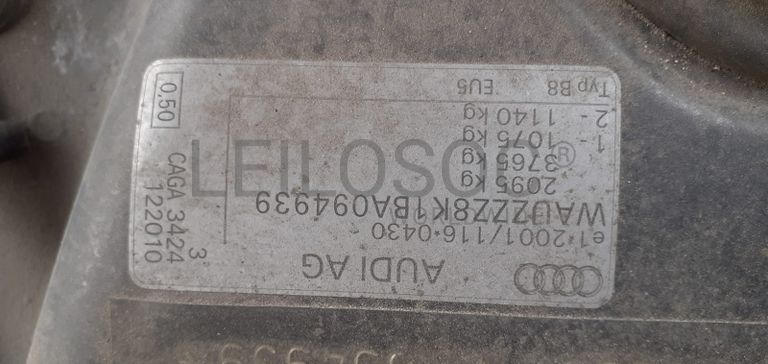 AUDI AG
e1*2001/116*0430
WAUZZZ8K1BA094939
2095 kg
3765 kg
1- 1075 kg
2- 1140 kg
Typ B8 EU5
3
CAGA 3424
122010
0,50
LEILOSOC®